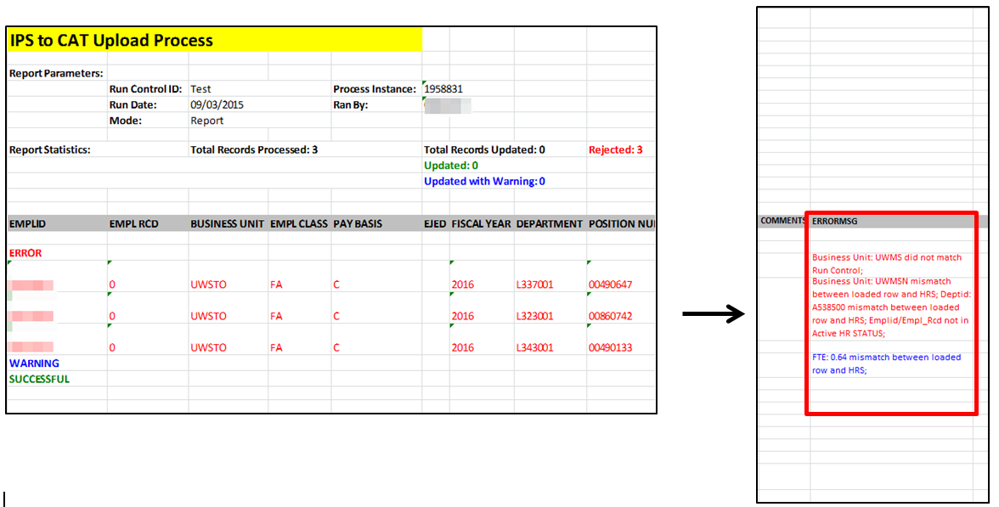 IPS to CAT Upload Process
Report Parameters:
Run Control ID: Test Process Instance: 1958831
Run Date: 09/03/2015 Ran By:
Mode: Report
Report Statistics: Total Records Processed: 3 Total Records Updated: 0 Rejected: 3
Updated: 0
Updated with Warning: 0
EMPLID EMPL RCD BUSINESS UNIT EMPL CLASS PAY BASIS EJED FISCAL YEAR DEPARTMENT POSITION NU
ERROR
0 UWSTO FA C 2016 L337001 00490647
0 UWSTO FA C 2016 L323001 00860742
0 UWSTO FA C 2016 L343001 00490133
WARNING
SUCCESSFUL
COMMENTS ERRORMSG
Business Unit: UWMS did not match
Run Control;
Business Unit: UWMSN mismatch
between loaded row and HRS; Deptid:
A538500 mismatch between loaded
row and HRS; Emplid/Empl_Rcd not in
Active HR STATUS;
FTE: 0.64 mismatch between loaded
row and HRS;